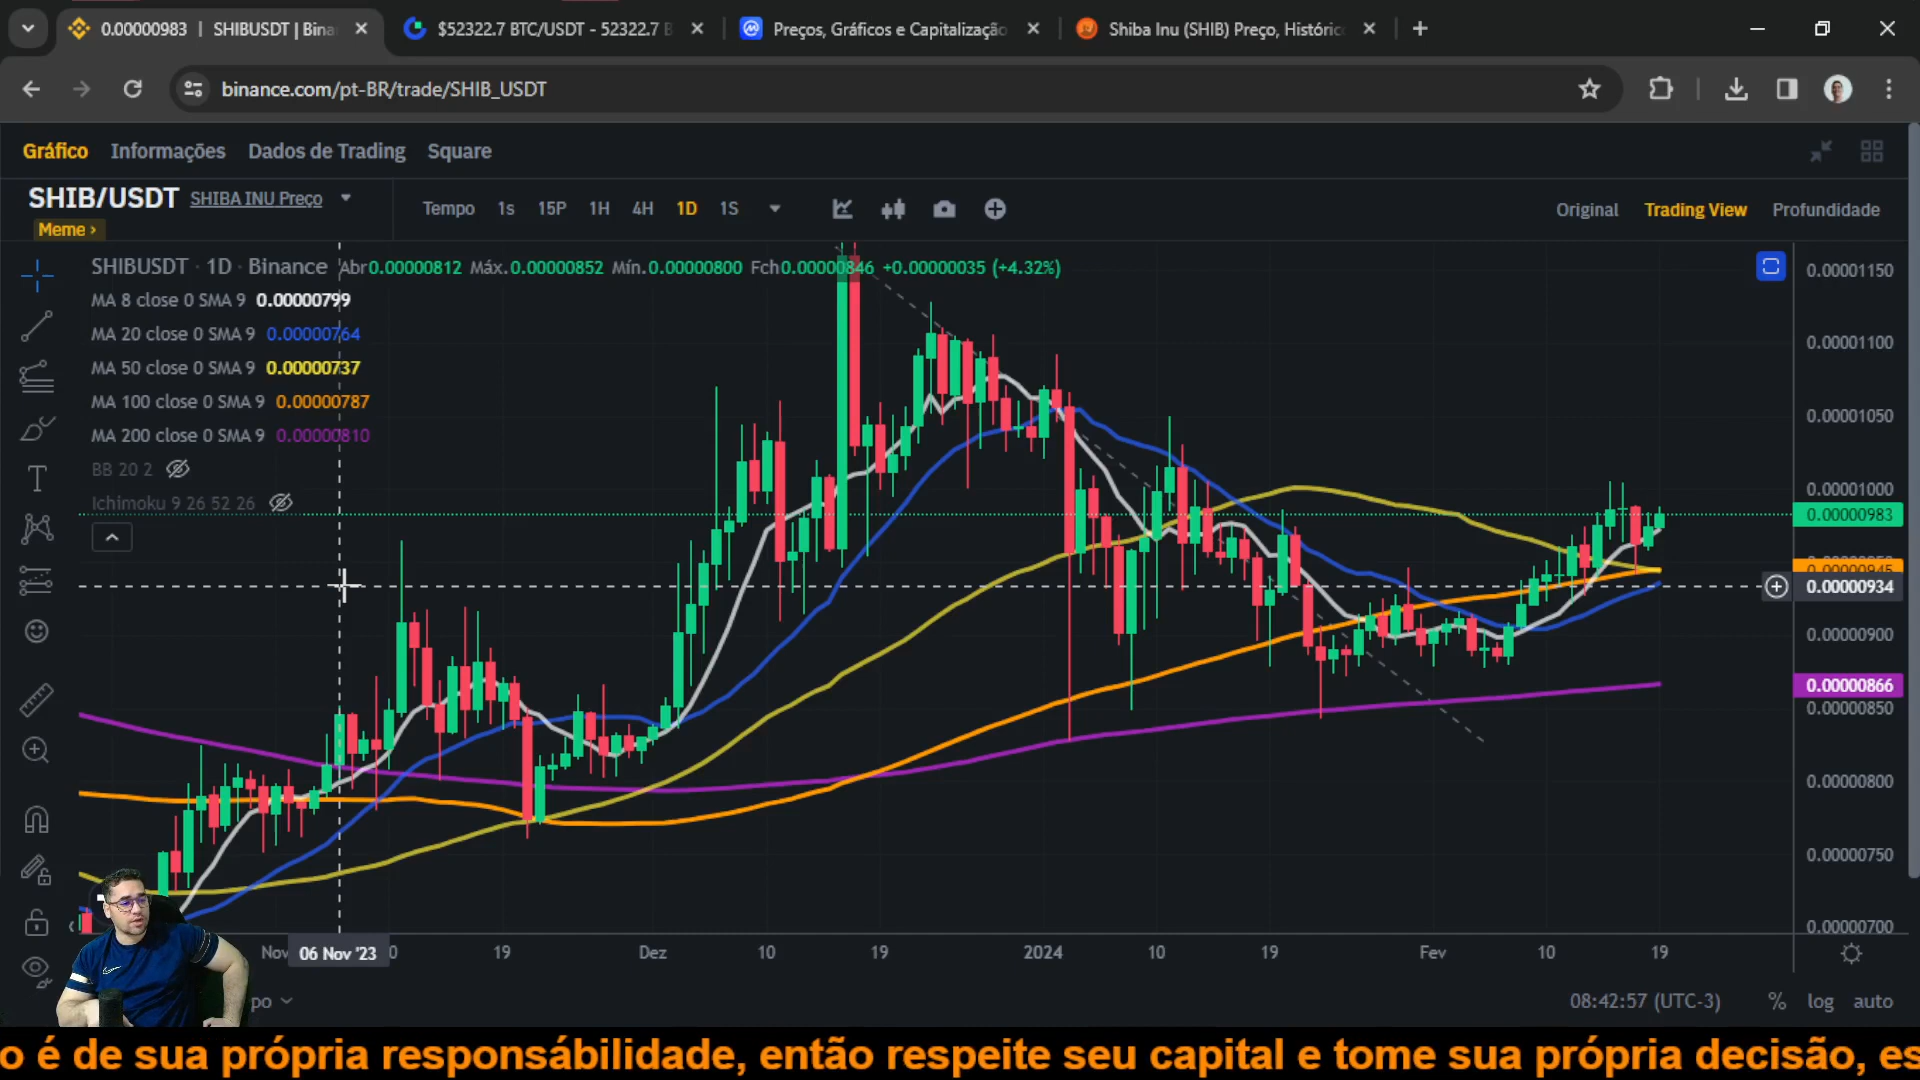 0.00000983 | SHIBUSDT | Bina
$52322.7 BTC/USDT - 52322.7 B
Preços, Gráficos e Capitalização
Shiba Inu (SHIB) Preço, Históric
binance.com/pt-BR/trade/SHIB_USDT
Gráfico Informações Dados de Trading Square
SHIB/USDT SHIBA INU Preço
Meme ›
Tempo 1s 15P 1H 4H 1D 1S
Original Trading View Profundidade
SHIBUSDT · 1D · Binance Abr0.00000812 Máx.0.00000852 Mín.0.00000800 Fch0.00000846 +0.00000035 (+4.32%)
MA 8 close 0 SMA 9 0.00000799
MA 20 close 0 SMA 9 0.00000764
MA 50 close 0 SMA 9 0.00000737
MA 100 close 0 SMA 9 0.00000787
MA 200 close 0 SMA 9 0.00000810
BB 20 2
Ichimoku 9 26 52 26
0.00001150
0.00001100
0.00001050
0.00001000
0.00000983
0.00000945
0.00000934
0.00000900
0.00000866
0.00000850
0.00000800
0.00000750
0.00000700
Nov 06 Nov '23 0 19 Dez 10 19 2024 10 19 Fev 10 19
po
08:42:57 (UTC-3) % log auto
o é de sua própria responsábilidade, então respeite seu capital e tome sua própria decisão, es